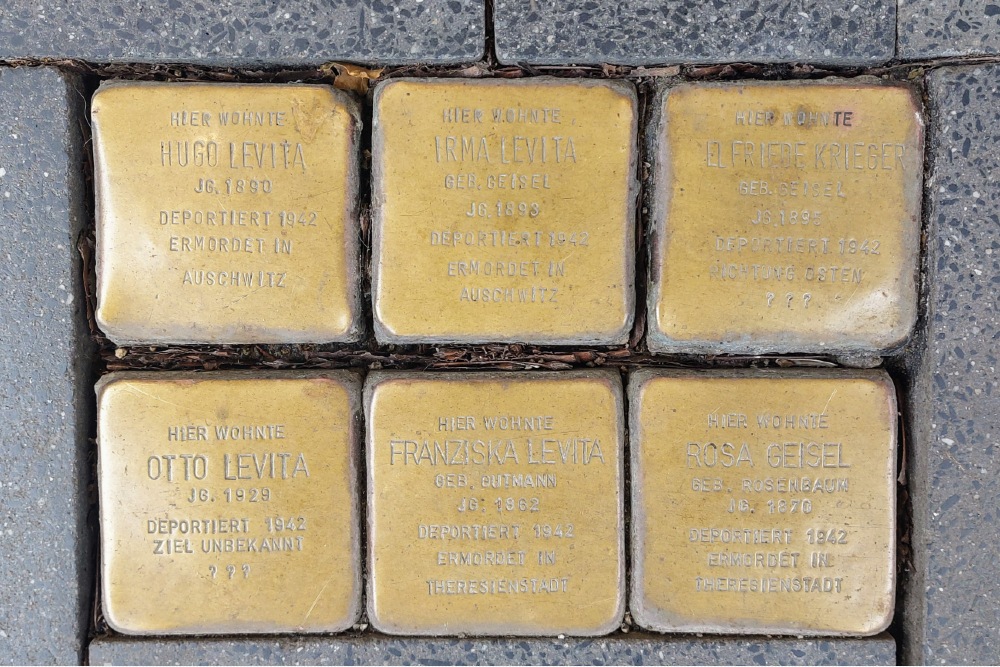 HIER WOHNTE
HUGO LEVITA
JG. 1890
DEPORTIERT 1942
ERMORDET IN
AUSCHWITZ
HIER WOHNTE
IRMA LEVITA
GEB. GEISEL
JG. 1893
DEPORTIERT 1942
ERMORDET IN
AUSCHWITZ
HIER WOHNTE
ELFRIEDE KRIEGER
GEB. GEISEL
JG. 1895
DEPORTIERT 1942
RICHTUNG OSTEN
? ? ?
HIER WOHNTE
OTTO LEVITA
JG. 1929
DEPORTIERT 1942
ZIEL UNBEKANNT
? ? ?
HIER WOHNTE
FRANZISKA LEVITA
GEB. GUTMANN
JG. 1862
DEPORTIERT 1942
ERMORDET IN
THERESIENSTADT
HIER WOHNTE
ROSA GEISEL
GEB. ROSENBAUM
JG. 1870
DEPORTIERT 1942
ERMORDET IN
THERESIENSTADT